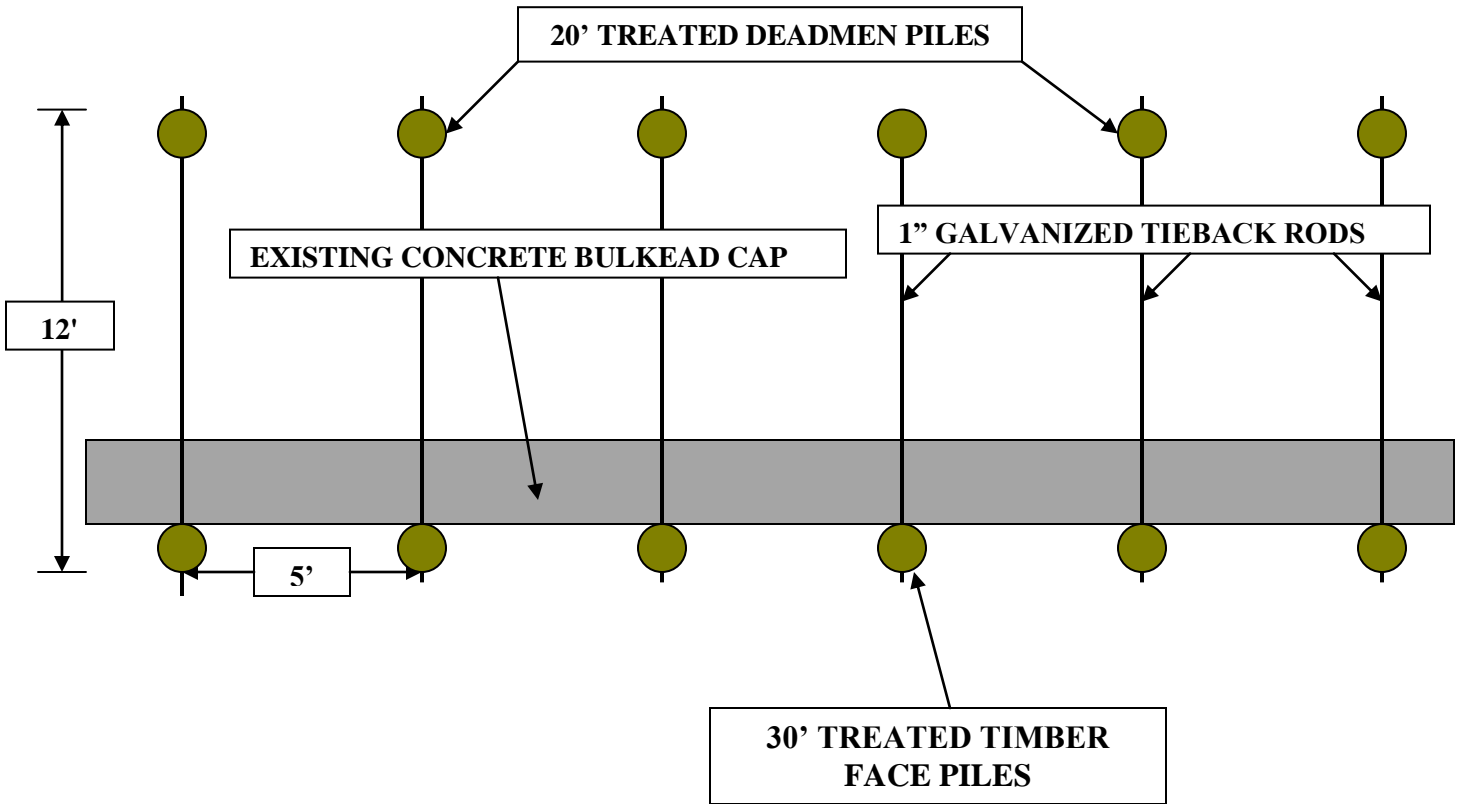 20’ TREATED DEADMEN PILES
1” GALVANIZED TIEBACK RODS
EXISTING CONCRETE BULKEAD CAP
12'
5’
30’ TREATED TIMBER
FACE PILES